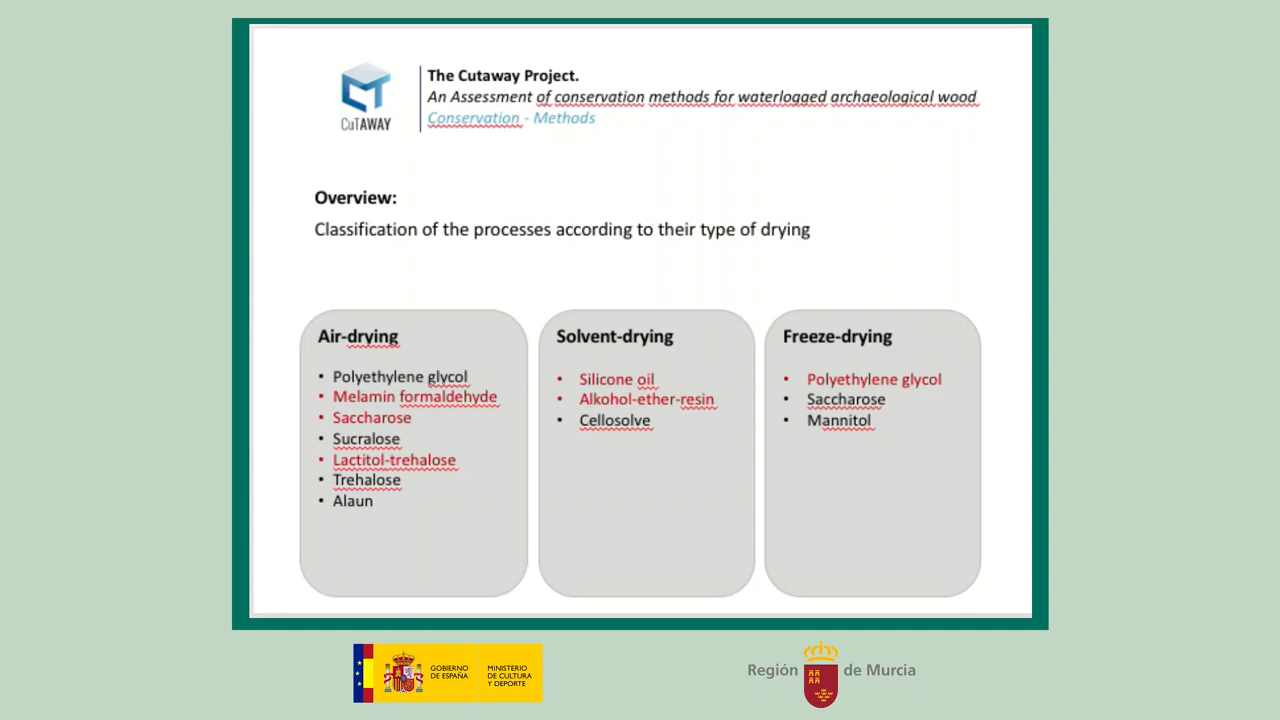 The Cutaway Project.
An Assessment of conservation methods for waterlogged archaeological wood
Conservation - Methods
CuTAWAY
Overview:
Classification of the processes according to their type of drying
Air-drying
• Polyethylene glycol
• Melamin formaldehyde
• Saccharose
• Sucralose
• Lactitol-trehalose
• Trehalose
• Alaun
Solvent-drying
• Silicone oil
• Alkohol-ether-resin
• Cellosolve
Freeze-drying
• Polyethylene glycol
• Saccharose
• Mannitol
GOBIERNO
DE ESPAÑA
MINISTERIO
DE CULTURA
Y DEPORTE
Región de Murcia